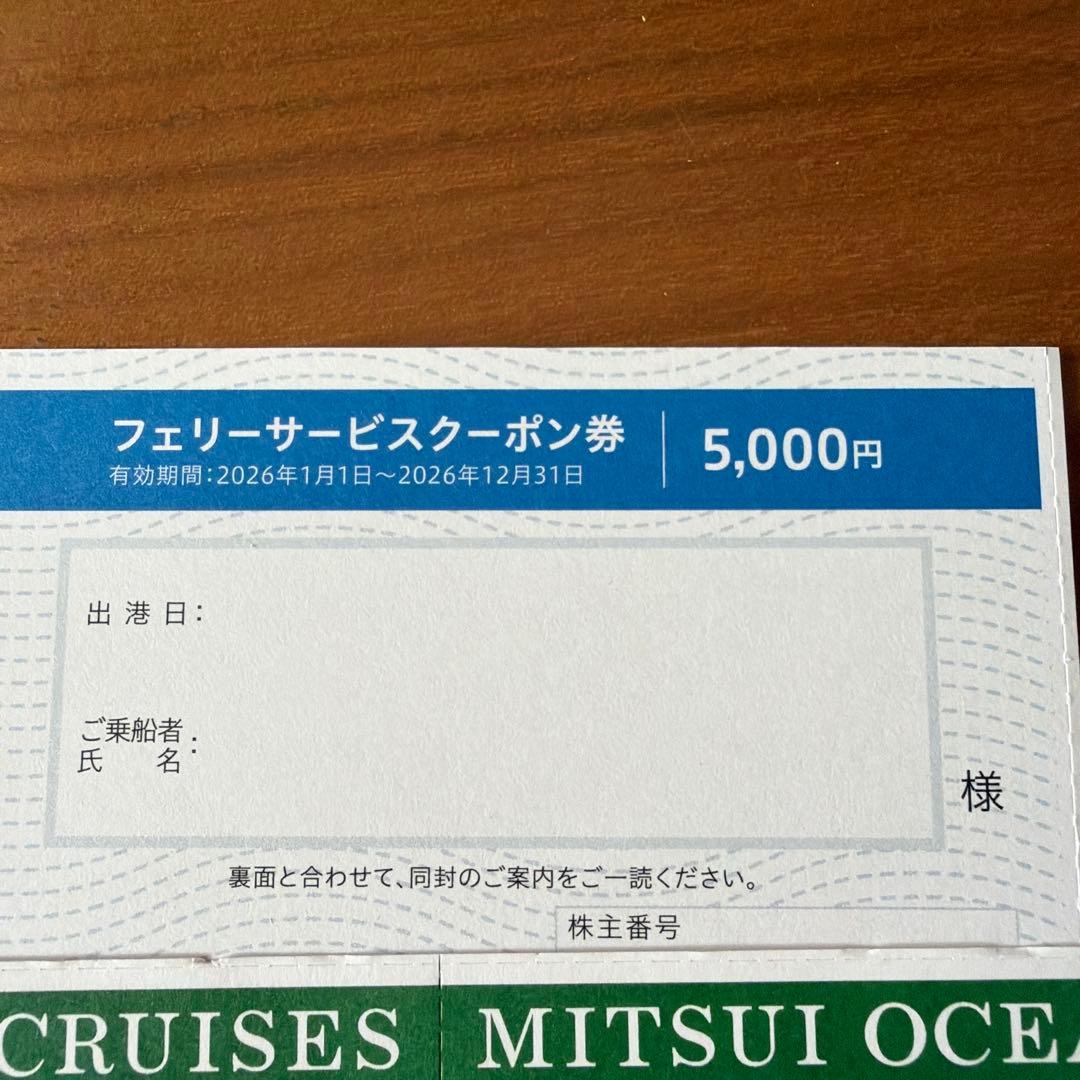 フェリーサービスクーポン券
5,000円
有効期間:2026年1月1日〜2026年12月31日
出港日:
ご乗船者
氏 名:
様
裏面と合わせて、同封のご案内をご一読ください。
株主番号
CRUISES
MITSUI OCEA